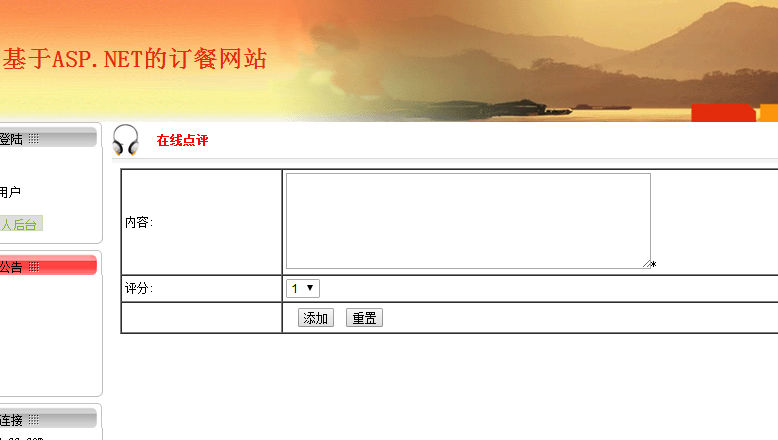 基于ASP.NET的订餐网站
登陆
用户
人后台
公告
连接
在线点评
内容:
*
评分:
1
添加 重置